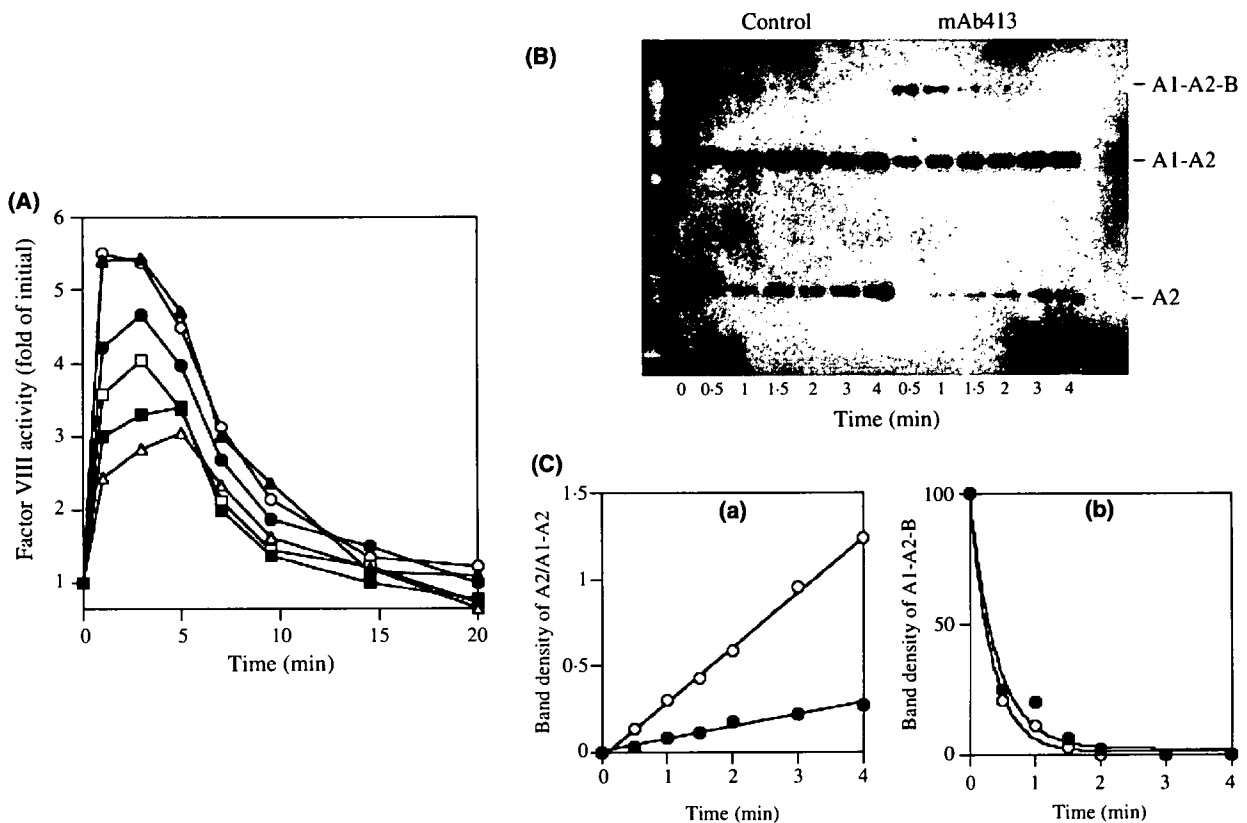 (A)
Factor VIII activity (fold of initial)
6
5
4
3
2
1
0 5 10 15 20
Time (min)
(B)
Control mAb413
A1-A2-B
A1-A2
A2
0 0·5 1 1·5 2 3 4 0·5 1 1·5 2 3 4
Time (min)
(C)
(a)
Band density of A2/A1-A2
1·5
1
0·5
0
0 1 2 3 4
Time (min)
(b)
Band density of A1-A2-B
100
50
0
0 1 2 3 4
Time (min)